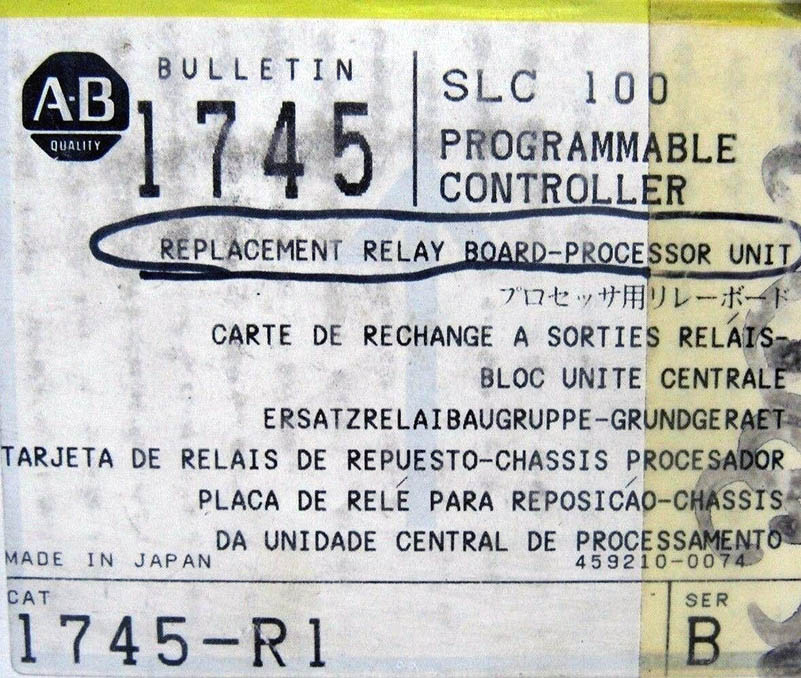 A·B
QUALITY
BULLETIN
1745
SLC 100
PROGRAMMABLE
CONTROLLER
REPLACEMENT RELAY BOARD-PROCESSOR UNIT
プロセッサ用リレーボード
CARTE DE RECHANGE A SORTIES RELÁIS-
BLOC UNITE CENTRALE
ERSATZRELAIBAUGRUPPE-GRUNDGERAET
TARJETA DE RELAIS DE REPUESTO-CHASSIS PROCESADOR
PLACA DE RELÉ PARA REPOSICÁO-CHASSIS
DA UNIDADE CENTRAL DE PROCESSAMENTO
MADE IN JAPAN
459210-0074
CAT
1745-R1
SER
B